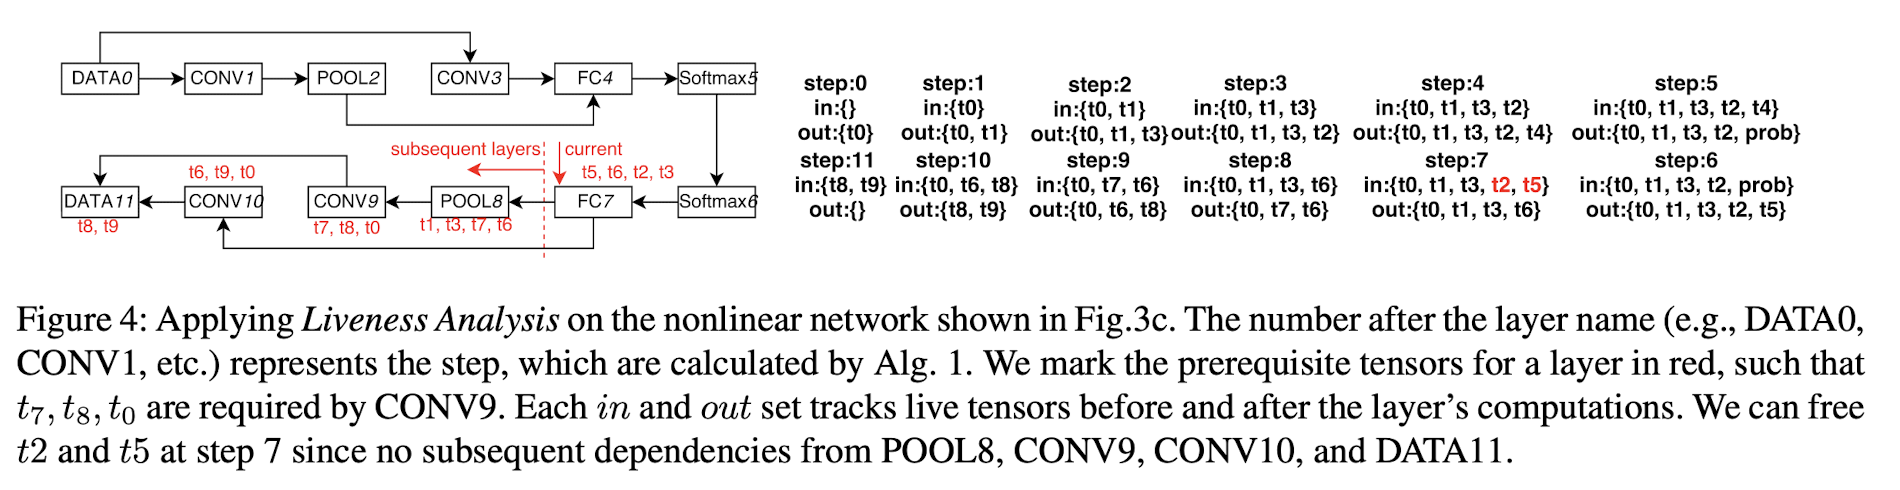 DATA0 CONV1 POOL2 CONV3 FC4 Softmax5
subsequent layers current
t6, t9, t0 t5, t6, t2, t3
DATA11 CONV10 CONV9 POOL8 FC7 Softmax6
t8, t9 t7, t8, t0 t1, t3, t7, t6
step:0 step:1 step:2 step:3 step:4 step:5
in:{} in:{t0} in:{t0, t1} in:{t0, t1, t3} in:{t0, t1, t3, t2} in:{t0, t1, t3, t2, t4}
out:{t0} out:{t0, t1} out:{t0, t1, t3} out:{t0, t1, t3, t2} out:{t0, t1, t3, t2, t4} out:{t0, t1, t3, t2, prob}
step:11 step:10 step:9 step:8 step:7 step:6
in:{t8, t9} in:{t0, t6, t8} in:{t0, t7, t6} in:{t0, t1, t3, t6} in:{t0, t1, t3, t2, t5} in:{t0, t1, t3, t2, prob}
out:{} out:{t8, t9} out:{t0, t6, t8} out:{t0, t7, t6} out:{t0, t1, t3, t6} out:{t0, t1, t3, t2, t5}
Figure 4: Applying Liveness Analysis on the nonlinear network shown in Fig.3c. The number after the layer name (e.g., DATA0,
CONV1, etc.) represents the step, which are calculated by Alg. 1. We mark the prerequisite tensors for a layer in red, such that
t7, t8, t0 are required by CONV9. Each in and out set tracks live tensors before and after the layer's computations. We can free
t2 and t5 at step 7 since no subsequent dependencies from POOL8, CONV9, CONV10, and DATA11.